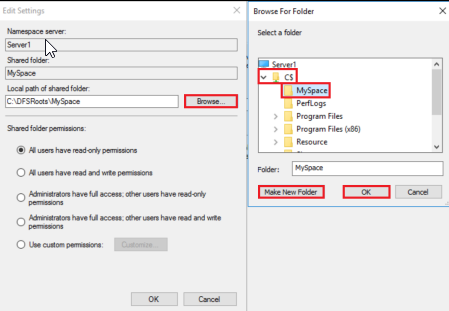 Edit Settings
Namespace server:
Server1
Shared folder:
MySpace
Local path of shared folder:
C:\DFSRoots\MySpace
Browse...
Shared folder permissions:
All users have read-only permissions
All users have read and write permissions
Administrators have full access; other users have read-only
permissions
Administrators have full access; other users have read and write
permissions
Use custom permissions:
Customize...
OK
Cancel
Browse For Folder
Select a folder
Server1
C$
MySpace
PerfLogs
Program Files
Program Files (x86)
Resource
Folder:
MySpace
Make New Folder
OK
Cancel